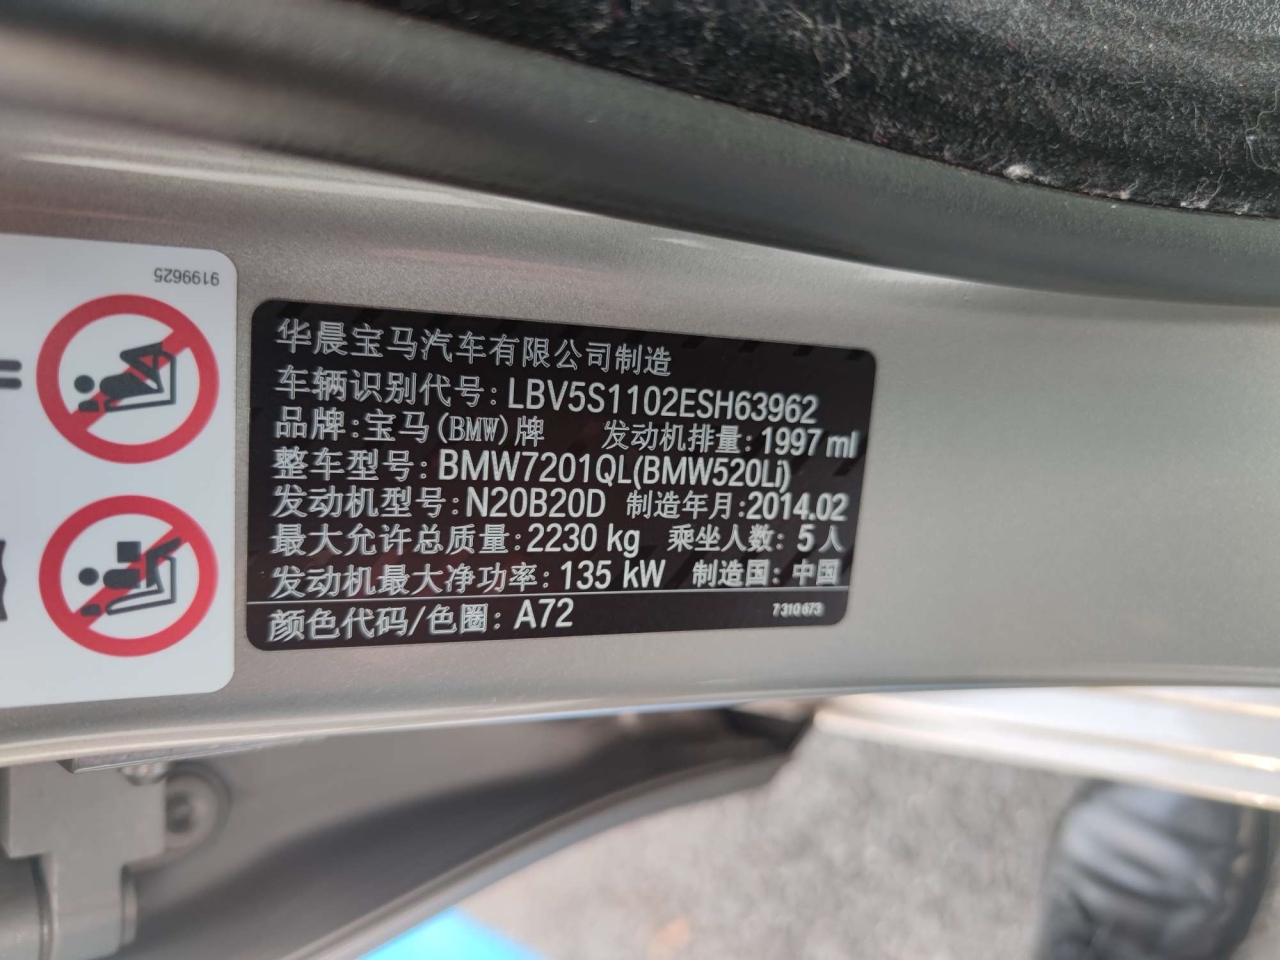 9199625
华晨宝马汽车有限公司制造
车辆识别代号: LBV5S1102ESH63962
品牌:宝马(BMW)牌 发动机排量: 1997 ml
整车型号: BMW7201QL(BMW520Li)
发动机型号: N20B20D 制造年月:2014.02
最大允许总质量:2230 kg 乘坐人数: 5人
发动机最大净功率: 135 kW 制造国: 中国
颜色代码/色圈: A72 7310673